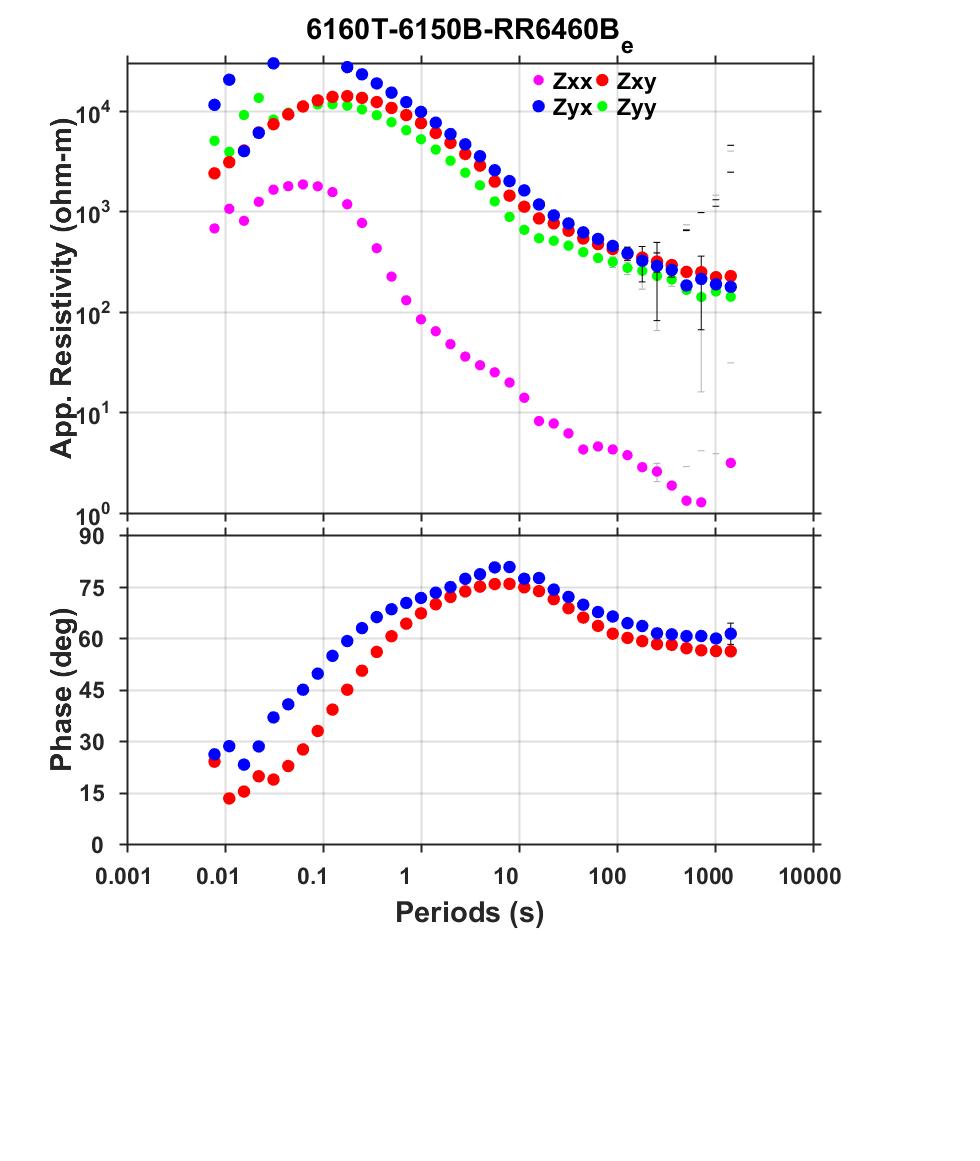 6160T-6150B-RR6460Be
Zxx Zxy
Zyx Zyy
App. Resistivity (ohm-m)
10^4
10^3
10^2
10^1
10^0
Phase (deg)
90
75
60
45
30
15
0
0.001 0.01 0.1 1 10 100 1000 10000
Periods (s)